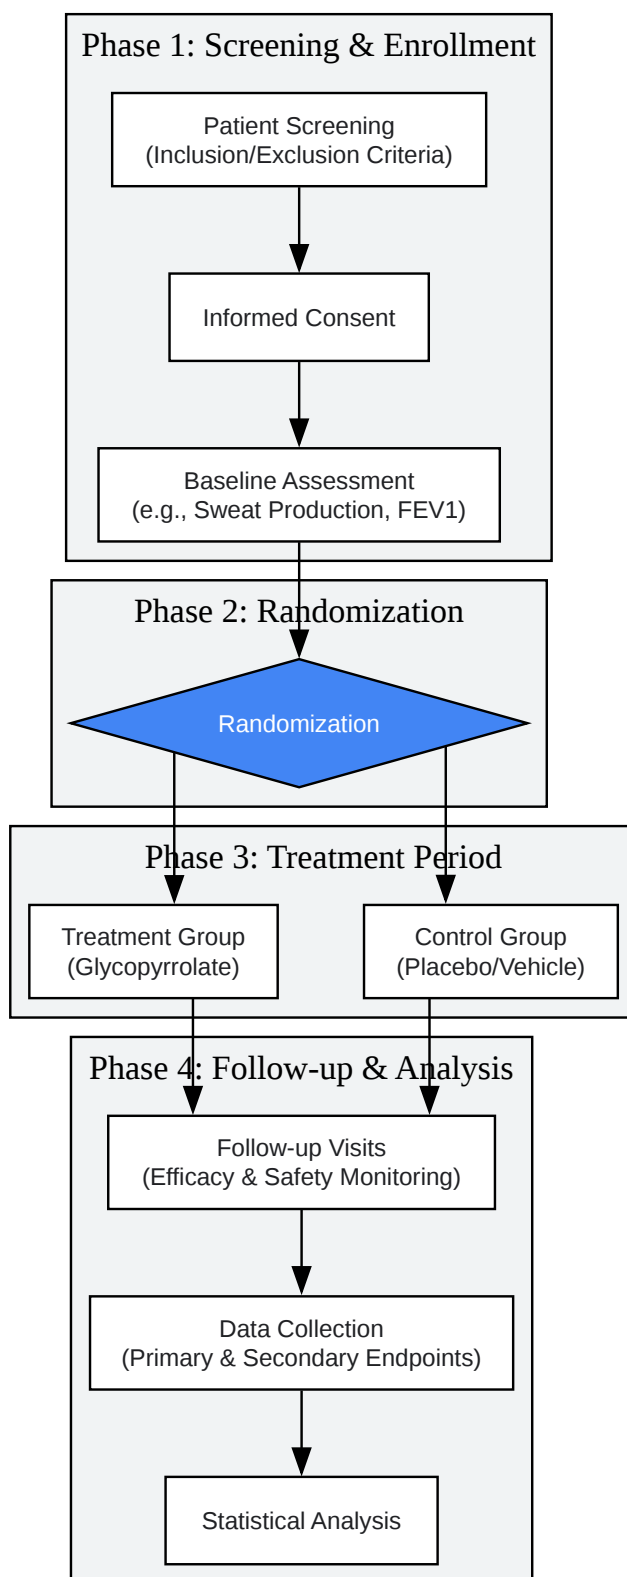 Phase 1: Screening & Enrollment
Patient Screening
(Inclusion/Exclusion Criteria)
Informed Consent
Baseline Assessment
(e.g., Sweat Production, FEV1)
Phase 2: Randomization
Randomization
Phase 3: Treatment Period
Treatment Group
(Glycopyrrolate)
Control Group
(Placebo/Vehicle)
Phase 4: Follow-up & Analysis
Follow-up Visits
(Efficacy & Safety Monitoring)
Data Collection
(Primary & Secondary Endpoints)
Statistical Analysis